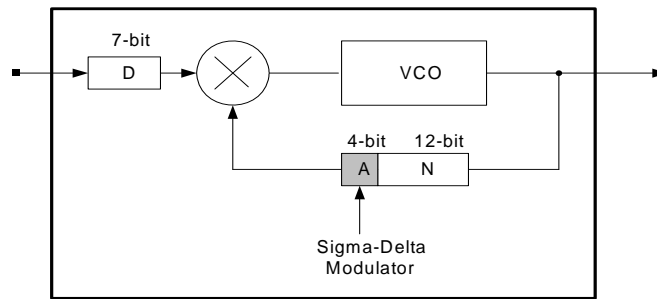 7-bit
D
VCO
4-bit 12-bit
A N
Sigma-Delta
Modulator